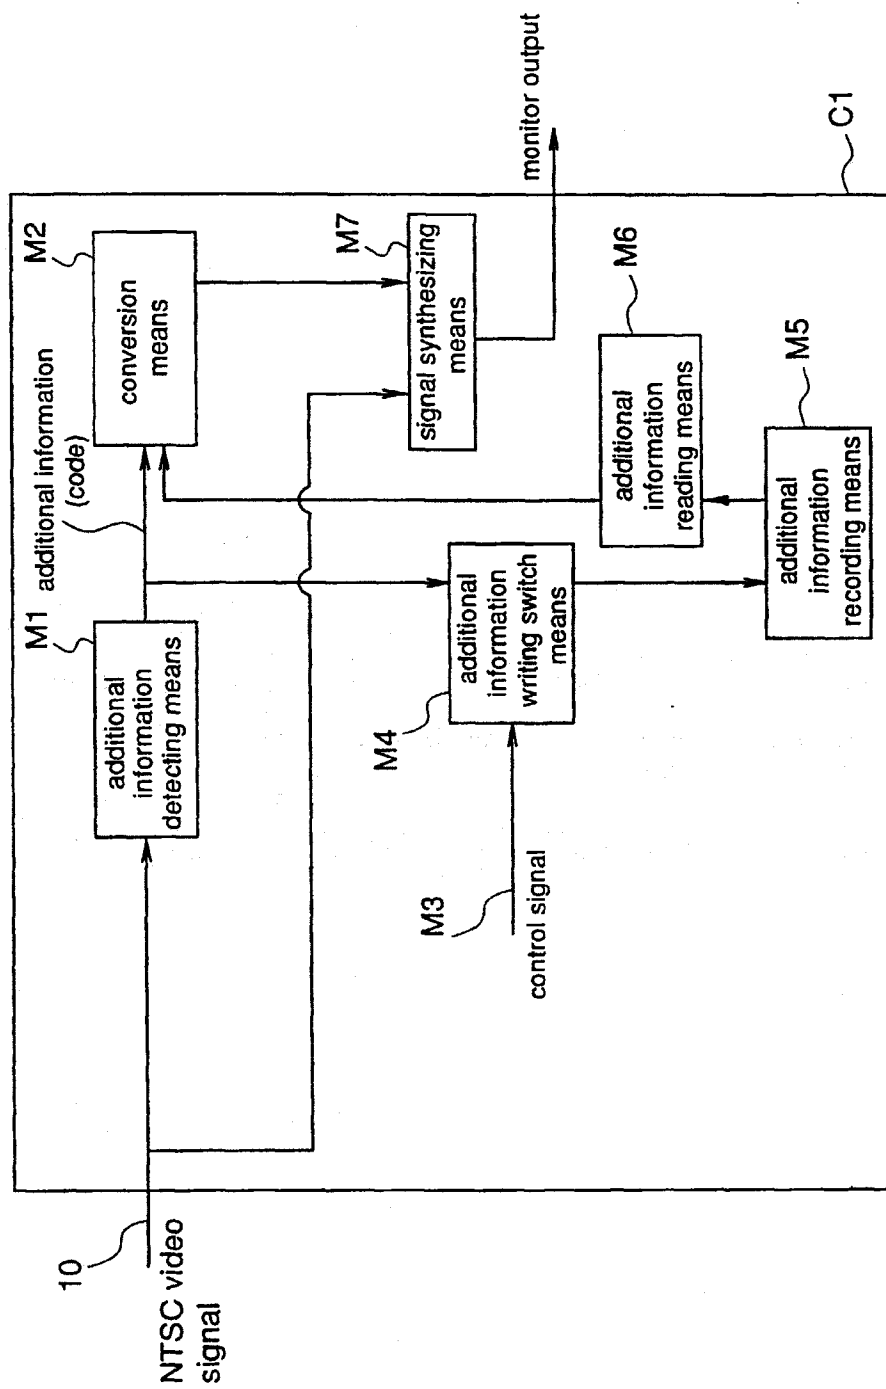 10
NTSC video
signal
M1
additional
information
detecting means
additional information
(code)
M2
conversion
means
M7
signal synthesizing
means
monitor output
M3
control signal
M4
additional
information
writing switch
means
M6
additional
information
reading means
M5
additional
information
recording means
C1